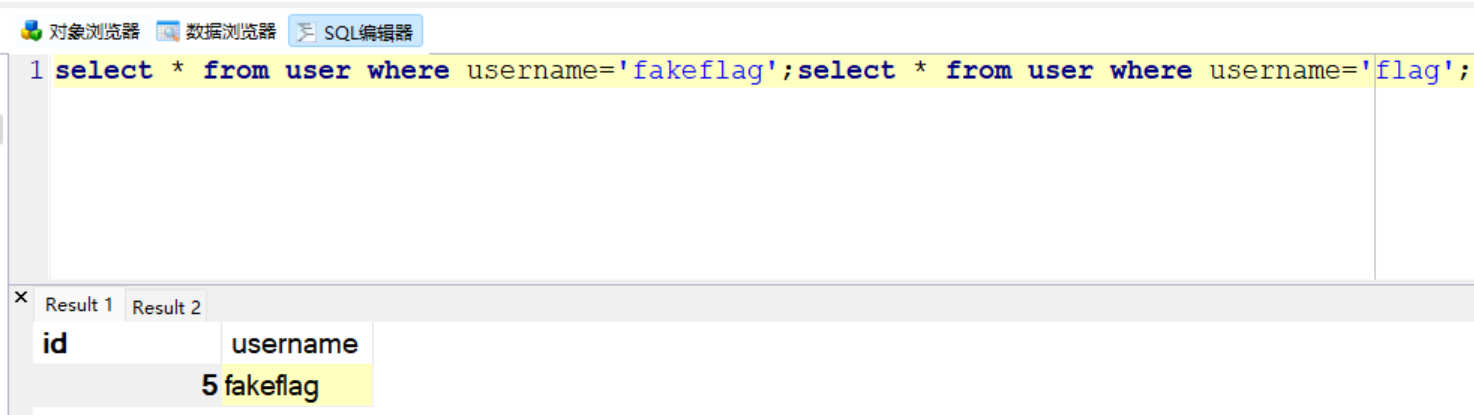 对象浏览器 数据浏览器 SQL编辑器
1 select * from user where username='fakeflag';select * from user where username='flag';
× Result 1 Result 2
id username
5 fakeflag